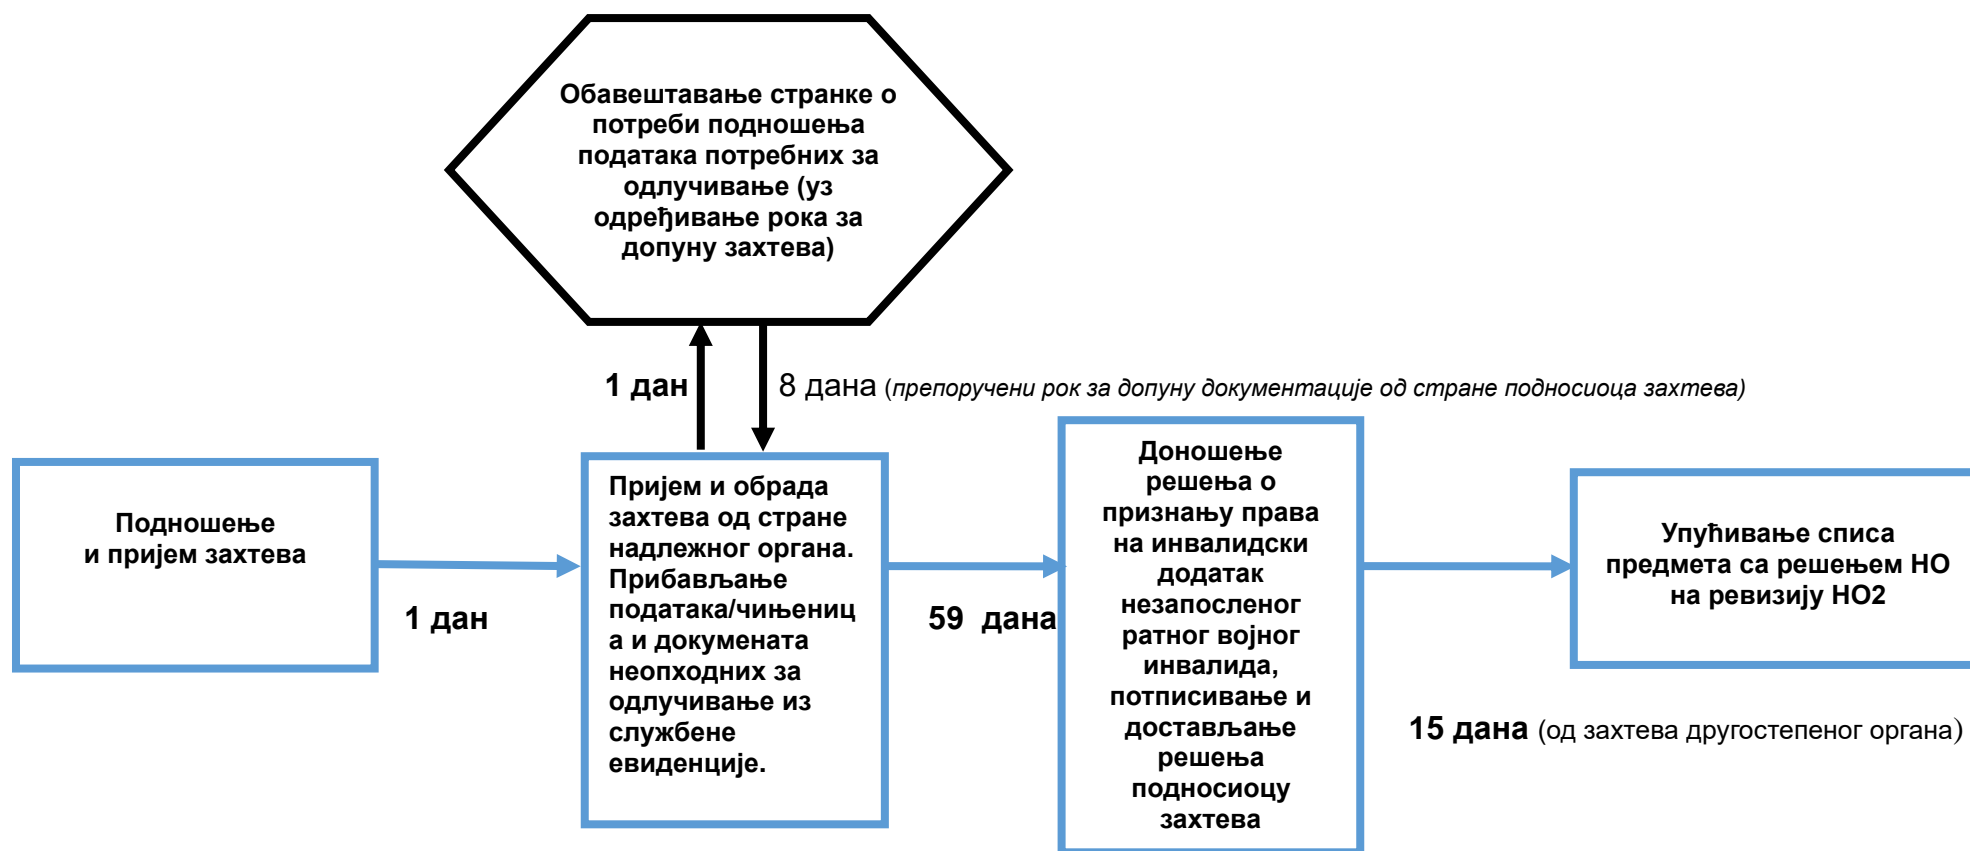 Обавештавање странке о
потреби подношења
података потребних за
одлучивање (уз
одређивање рока за
допуну захтева)
1 дан
8 дана (препоручени рок за допуну документације од стране подносиоца захтева)
Подношење
и пријем захтева
1 дан
Пријем и обрада
захтева од стране
надлежног органа.
Прибављање
података/чињениц
а и докумената
неопходних за
одлучивање из
службене
евиденције.
59 дана
Доношење
решења о
признању права
на инвалидски
додатак
незапосленог
ратног војног
инвалида,
потписивање и
достављање
решења
подносиоцу
захтева
Упућивање списа
предмета са решењем НО
на ревизију НО2
15 дана (од захтева другостепеног органа)